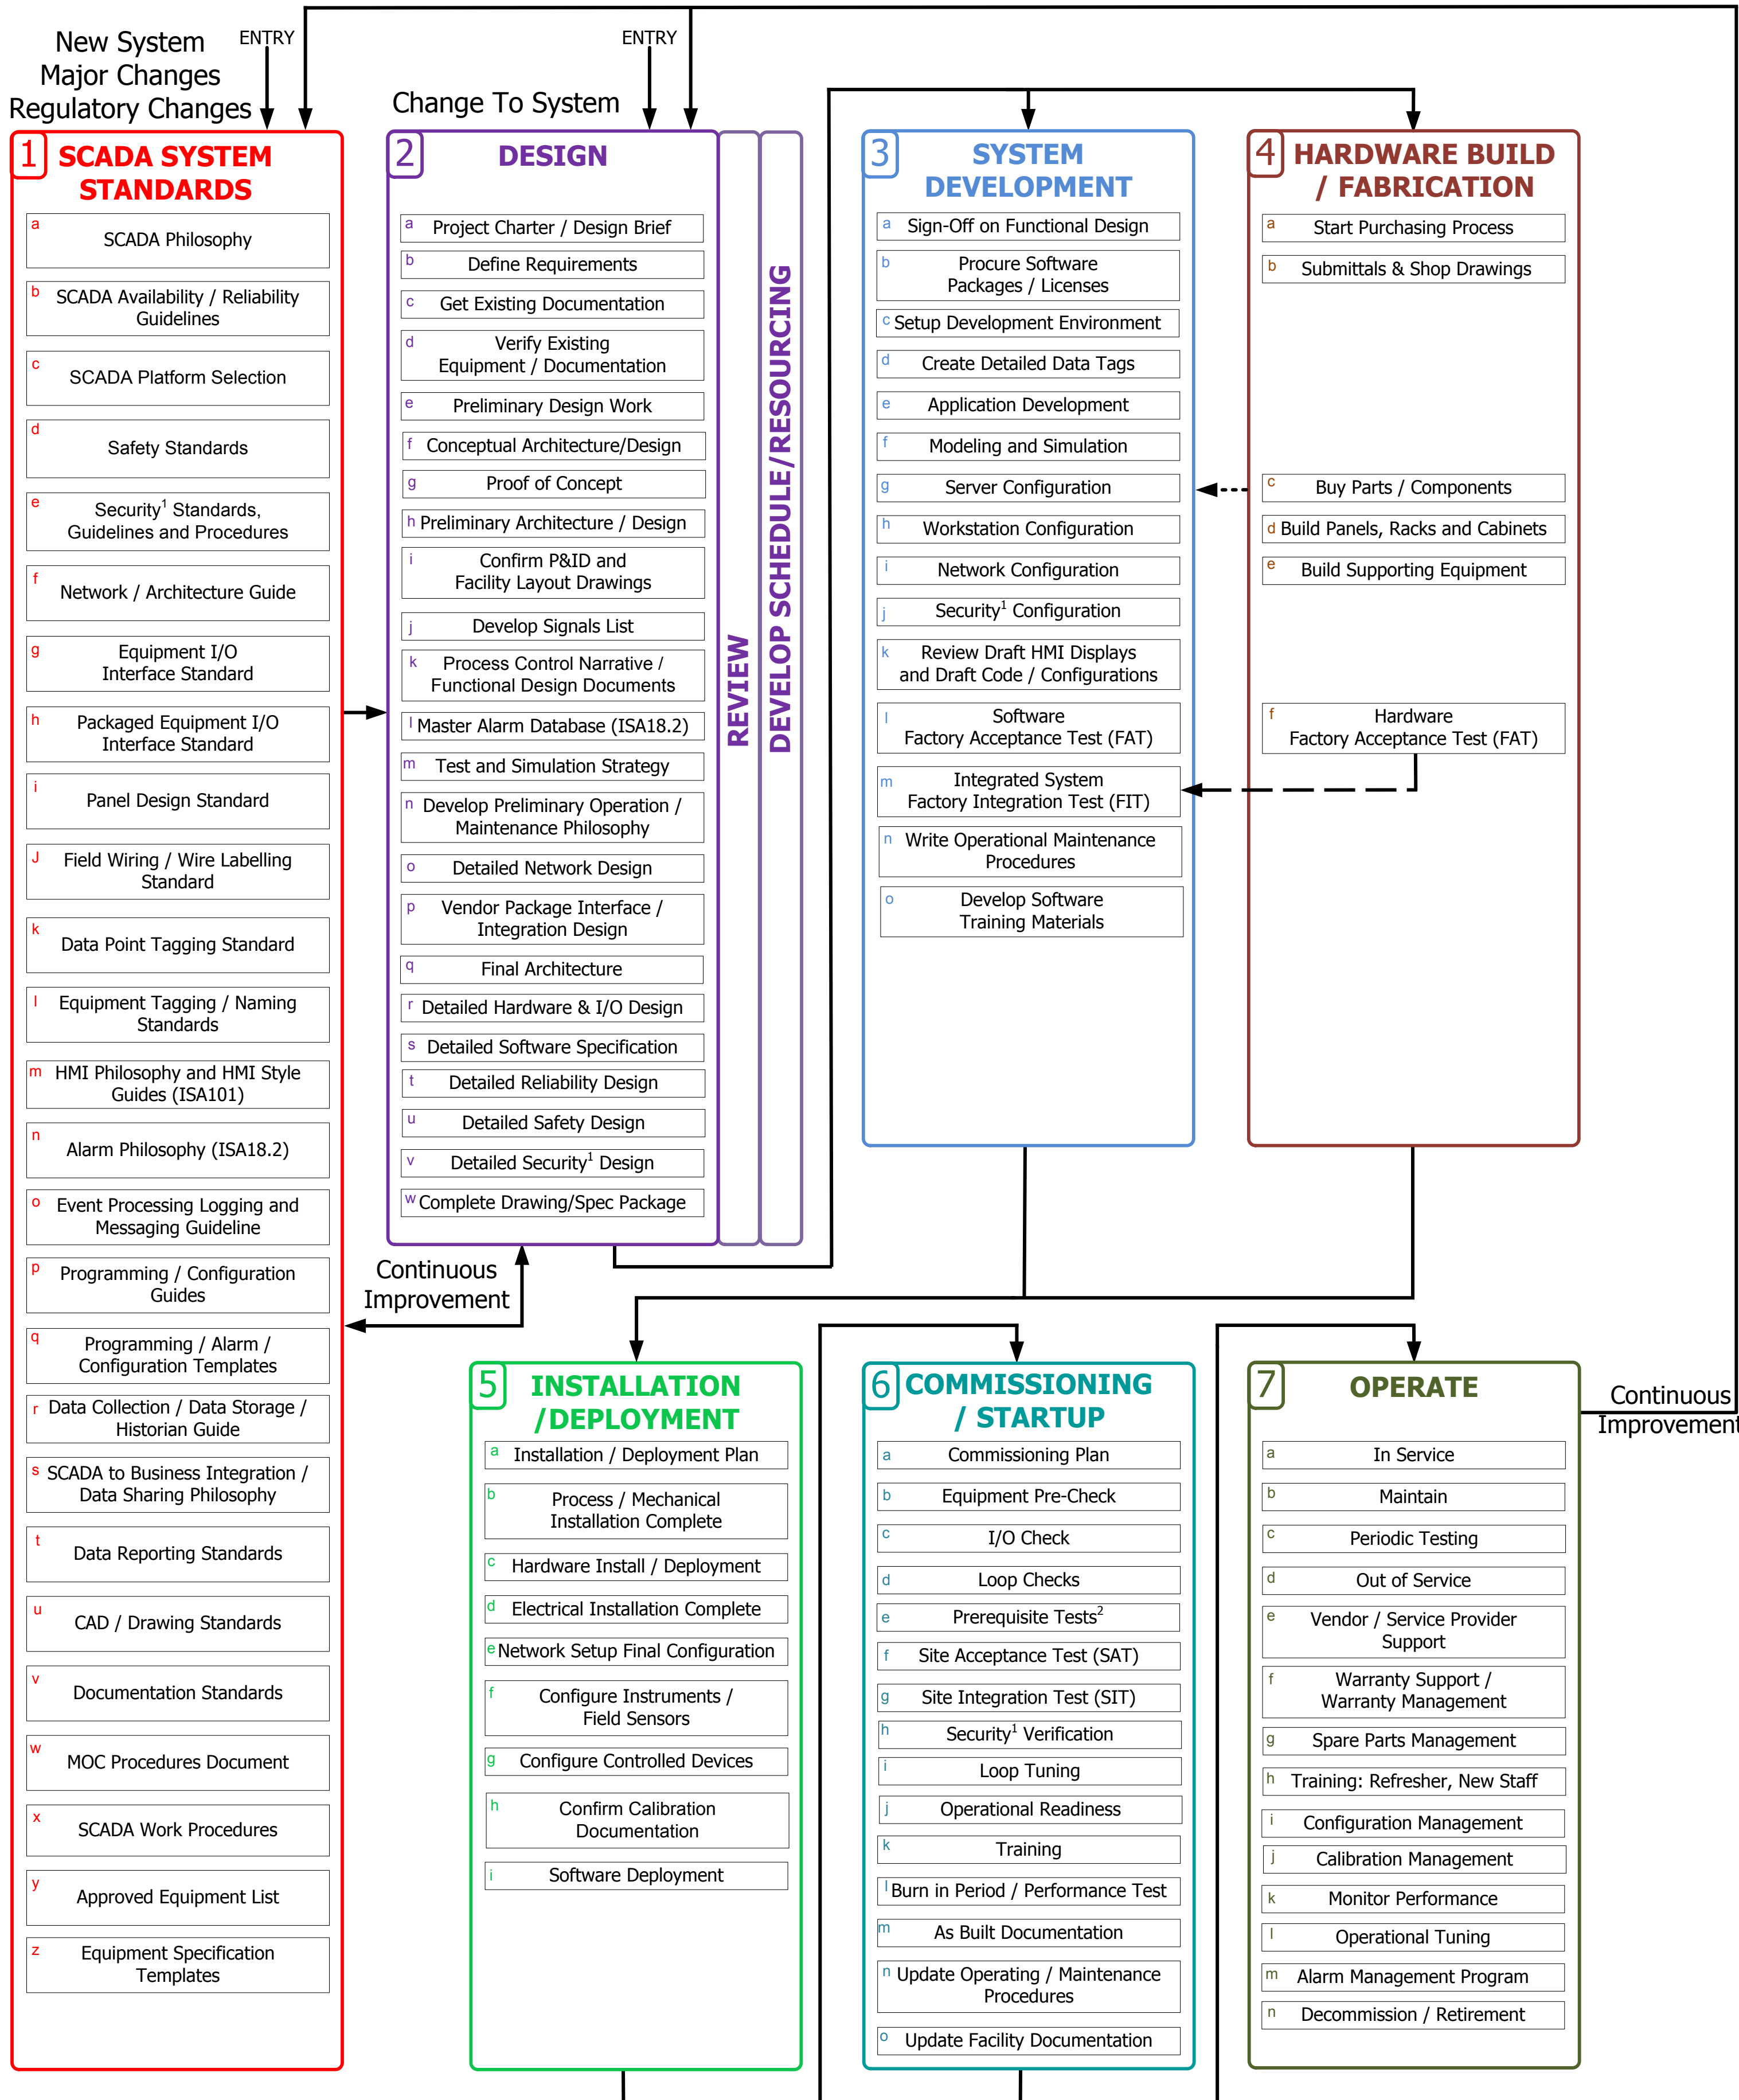 New System
Major Changes
Regulatory Changes
ENTRY
Change To System
ENTRY
1
SCADA SYSTEM
STANDARDS
a
SCADA Philosophy
b
SCADA Availability / Reliability
Guidelines
c
SCADA Platform Selection
d
Safety Standards
e
Security1 Standards,
Guidelines and Procedures
f
Network / Architecture Guide
g
Equipment I/O
Interface Standard
h
Packaged Equipment I/O
Interface Standard
i
Panel Design Standard
J
Field Wiring / Wire Labelling
Standard
k
Data Point Tagging Standard
l
Equipment Tagging / Naming
Standards
m
HMI Philosophy and HMI Style
Guides (ISA101)
n
Alarm Philosophy (ISA18.2)
o
Event Processing Logging and
Messaging Guideline
p
Programming / Configuration
Guides
q
Programming / Alarm /
Configuration Templates
r
Data Collection / Data Storage /
Historian Guide
s
SCADA to Business Integration /
Data Sharing Philosophy
t
Data Reporting Standards
u
CAD / Drawing Standards
v
Documentation Standards
w
MOC Procedures Document
x
SCADA Work Procedures
y
Approved Equipment List
z
Equipment Specification
Templates
2
DESIGN
a
Project Charter / Design Brief
b
Define Requirements
c
Get Existing Documentation
d
Verify Existing
Equipment / Documentation
e
Preliminary Design Work
f
Conceptual Architecture/Design
g
Proof of Concept
h
Preliminary Architecture / Design
i
Confirm P&ID and
Facility Layout Drawings
j
Develop Signals List
k
Process Control Narrative /
Functional Design Documents
l
Master Alarm Database (ISA18.2)
m
Test and Simulation Strategy
n
Develop Preliminary Operation /
Maintenance Philosophy
o
Detailed Network Design
p
Vendor Package Interface /
Integration Design
q
Final Architecture
r
Detailed Hardware & I/O Design
s
Detailed Software Specification
t
Detailed Reliability Design
u
Detailed Safety Design
v
Detailed Security1 Design
w
Complete Drawing/Spec Package
REVIEW
DEVELOP SCHEDULE/RESOURCING
Continuous
Improvement
3
SYSTEM
DEVELOPMENT
a
Sign-Off on Functional Design
b
Procure Software
Packages / Licenses
c
Setup Development Environment
d
Create Detailed Data Tags
e
Application Development
f
Modeling and Simulation
g
Server Configuration
h
Workstation Configuration
i
Network Configuration
j
Security1 Configuration
k
Review Draft HMI Displays
and Draft Code / Configurations
l
Software
Factory Acceptance Test (FAT)
m
Integrated System
Factory Integration Test (FIT)
n
Write Operational Maintenance
Procedures
o
Develop Software
Training Materials
4
HARDWARE BUILD
/ FABRICATION
a
Start Purchasing Process
b
Submittals & Shop Drawings
c
Buy Parts / Components
d
Build Panels, Racks and Cabinets
e
Build Supporting Equipment
f
Hardware
Factory Acceptance Test (FAT)
5
INSTALLATION
/DEPLOYMENT
a
Installation / Deployment Plan
b
Process / Mechanical
Installation Complete
c
Hardware Install / Deployment
d
Electrical Installation Complete
e
Network Setup Final Configuration
f
Configure Instruments /
Field Sensors
g
Configure Controlled Devices
h
Confirm Calibration
Documentation
i
Software Deployment
6
COMMISSIONING
/ STARTUP
a
Commissioning Plan
b
Equipment Pre-Check
c
I/O Check
d
Loop Checks
e
Prerequisite Tests2
f
Site Acceptance Test (SAT)
g
Site Integration Test (SIT)
h
Security1 Verification
i
Loop Tuning
j
Operational Readiness
k
Training
l
Burn in Period / Performance Test
m
As Built Documentation
n
Update Operating / Maintenance
Procedures
o
Update Facility Documentation
7
OPERATE
a
In Service
b
Maintain
c
Periodic Testing
d
Out of Service
e
Vendor / Service Provider
Support
f
Warranty Support /
Warranty Management
g
Spare Parts Management
h
Training: Refresher, New Staff
i
Configuration Management
j
Calibration Management
k
Monitor Performance
l
Operational Tuning
m
Alarm Management Program
n
Decommission / Retirement
Continuous
Improvement